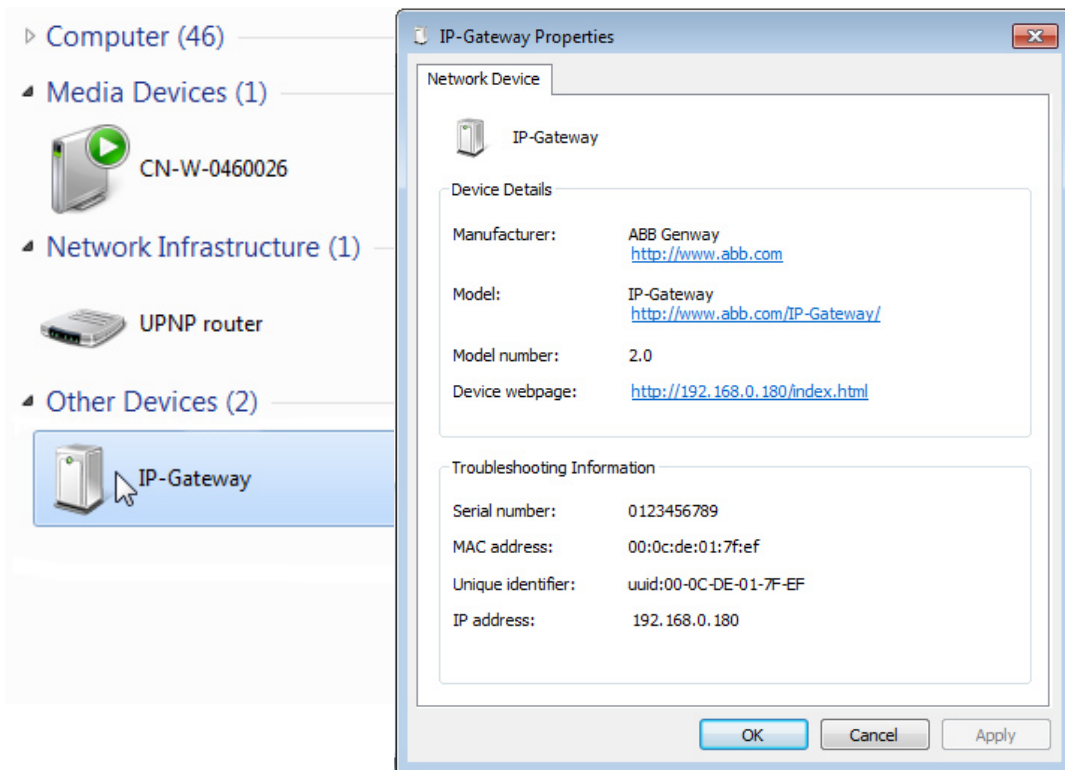 Computer (46)
Media Devices (1)
CN-W-0460026
Network Infrastructure (1)
UPNP router
Other Devices (2)
IP-Gateway
IP-Gateway Properties
Network Device
IP-Gateway
Device Details
Manufacturer: ABB Genway
http://www.abb.com
Model: IP-Gateway
http://www.abb.com/IP-Gateway/
Model number: 2.0
Device webpage: http://192.168.0.180/index.html
Troubleshooting Information
Serial number: 0123456789
MAC address: 00:0c:de:01:7f:ef
Unique identifier: uuid:00-0C-DE-01-7F-EF
IP address: 192.168.0.180
OK Cancel Apply